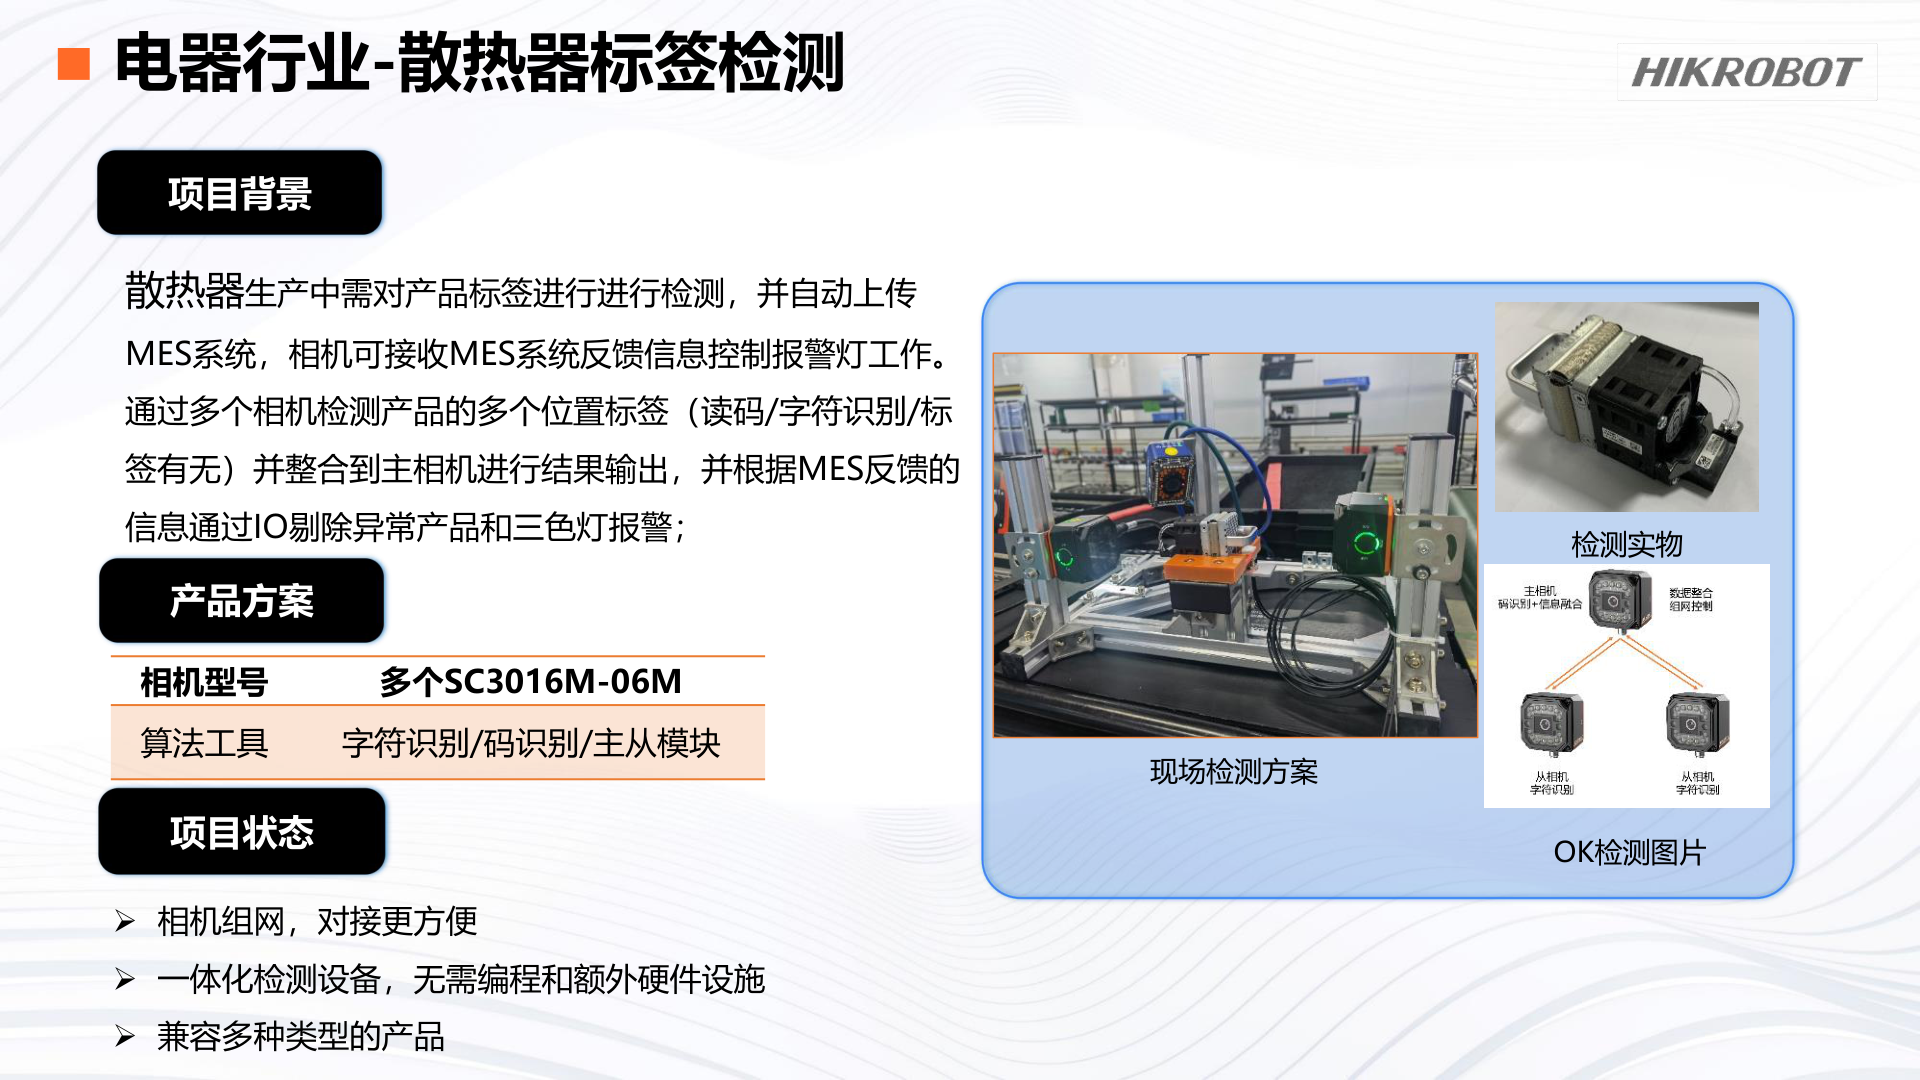 电器行业-散热器标签检测
HIKROBOT
项目背景
散热器生产中需对产品标签进行进行检测，并自动上传
MES系统，相机可接收MES系统反馈信息控制报警灯工作。
通过多个相机检测产品的多个位置标签（读码/字符识别/标
签有无）并整合到主相机进行结果输出，并根据MES反馈的
信息通过IO剔除异常产品和三色灯报警；
产品方案
相机型号 多个SC3016M-06M
算法工具 字符识别/码识别/主从模块
项目状态
➢ 相机组网，对接更方便
➢ 一体化检测设备，无需编程和额外硬件设施
➢ 兼容多种类型的产品
检测实物
主相机
码识别+信息融合
数据整合
组网控制
从相机
字符识别
从相机
字符识别
现场检测方案
OK检测图片